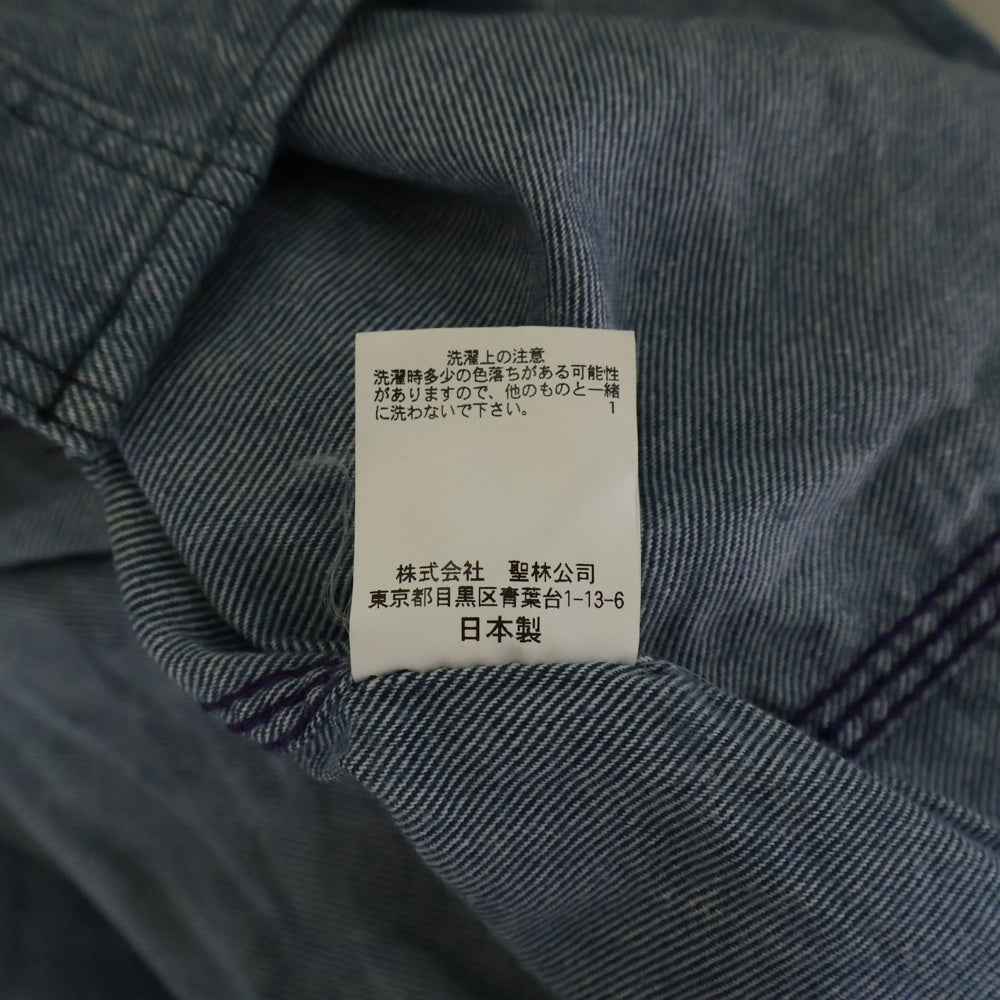 洗濯上の注意
洗濯時多少の色落ちがある可能性
がありますので、他のものと一緒
に洗わないで下さい。 1
株式会社 聖林公司
東京都目黒区青葉台1-13-6
日本製